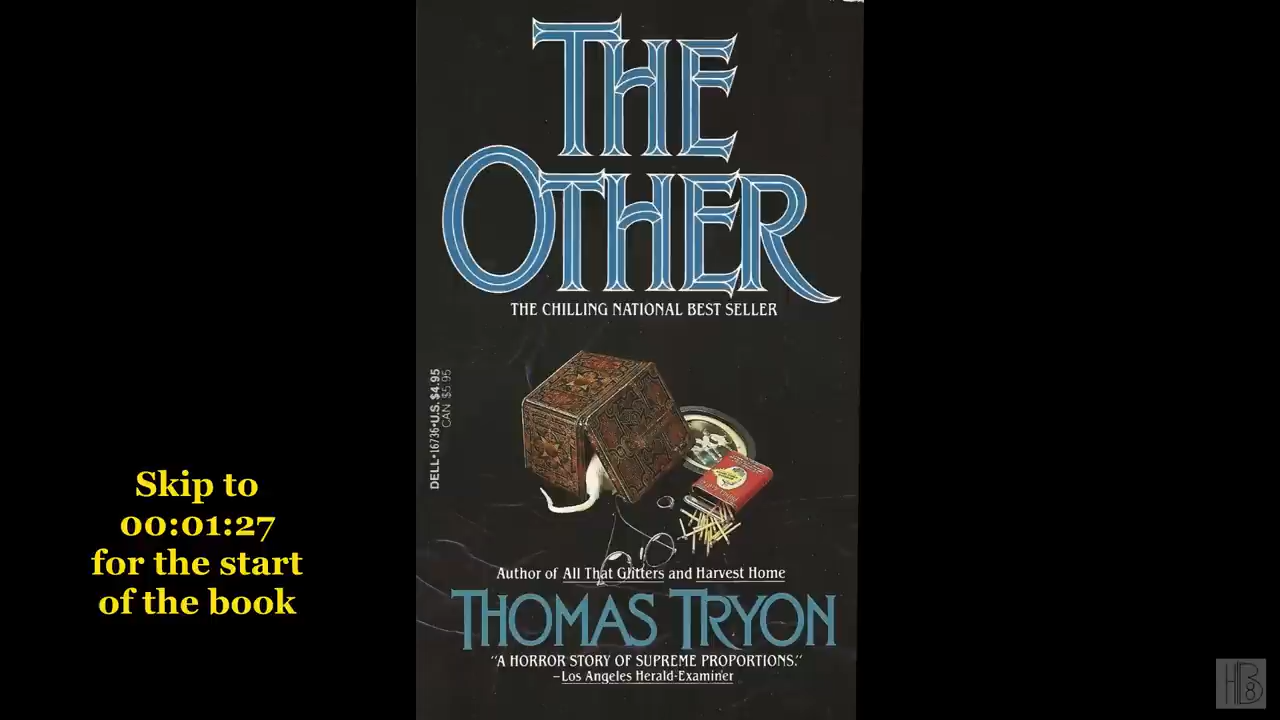 THE
OTHER
THE CHILLING NATIONAL BEST SELLER
DELL•16736•U.S. $4.95
CAN $5.95
Skip to
00:01:27
for the start
of the book
Author of All That Glitters and Harvest Home
THOMAS TRYON
"A HORROR STORY OF SUPREME PROPORTIONS."
—Los Angeles Herald-Examiner